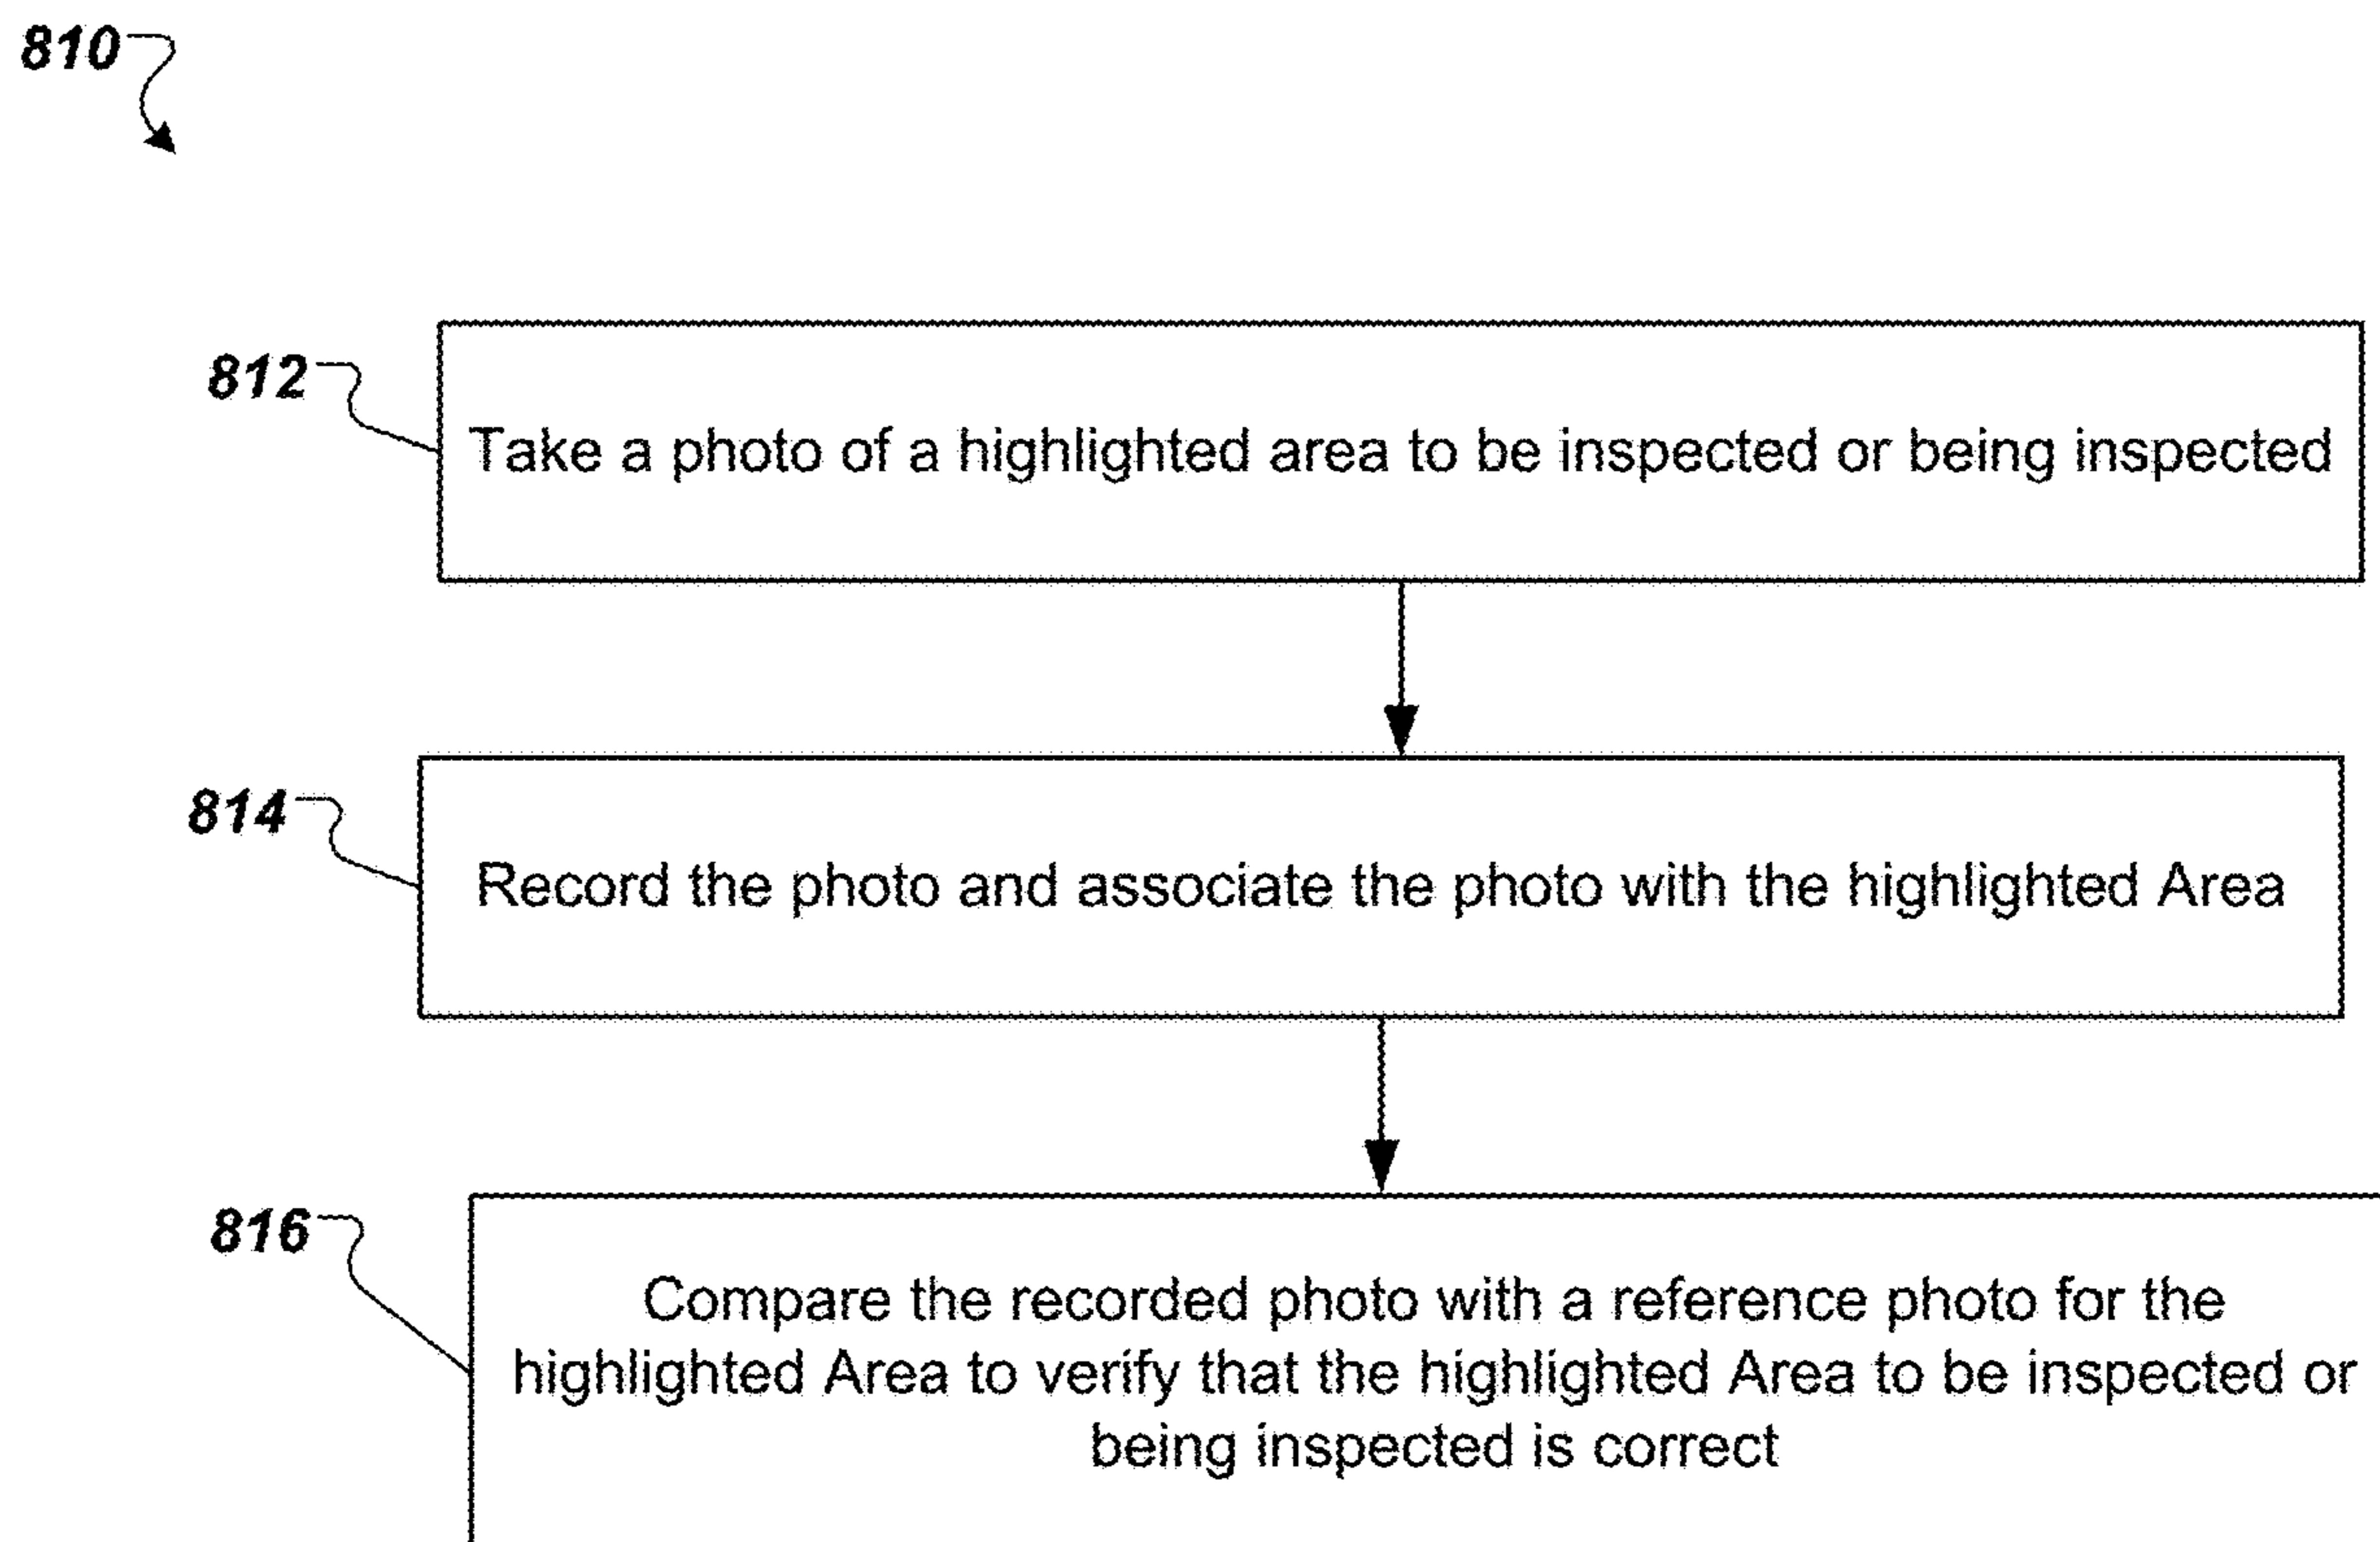 810
812
Take a photo of a highlighted area to be inspected or being inspected
814
Record the photo and associate the photo with the highlighted Area
816
Compare the recorded photo with a reference photo for the
highlighted Area to verify that the highlighted Area to be inspected or
being inspected is correct